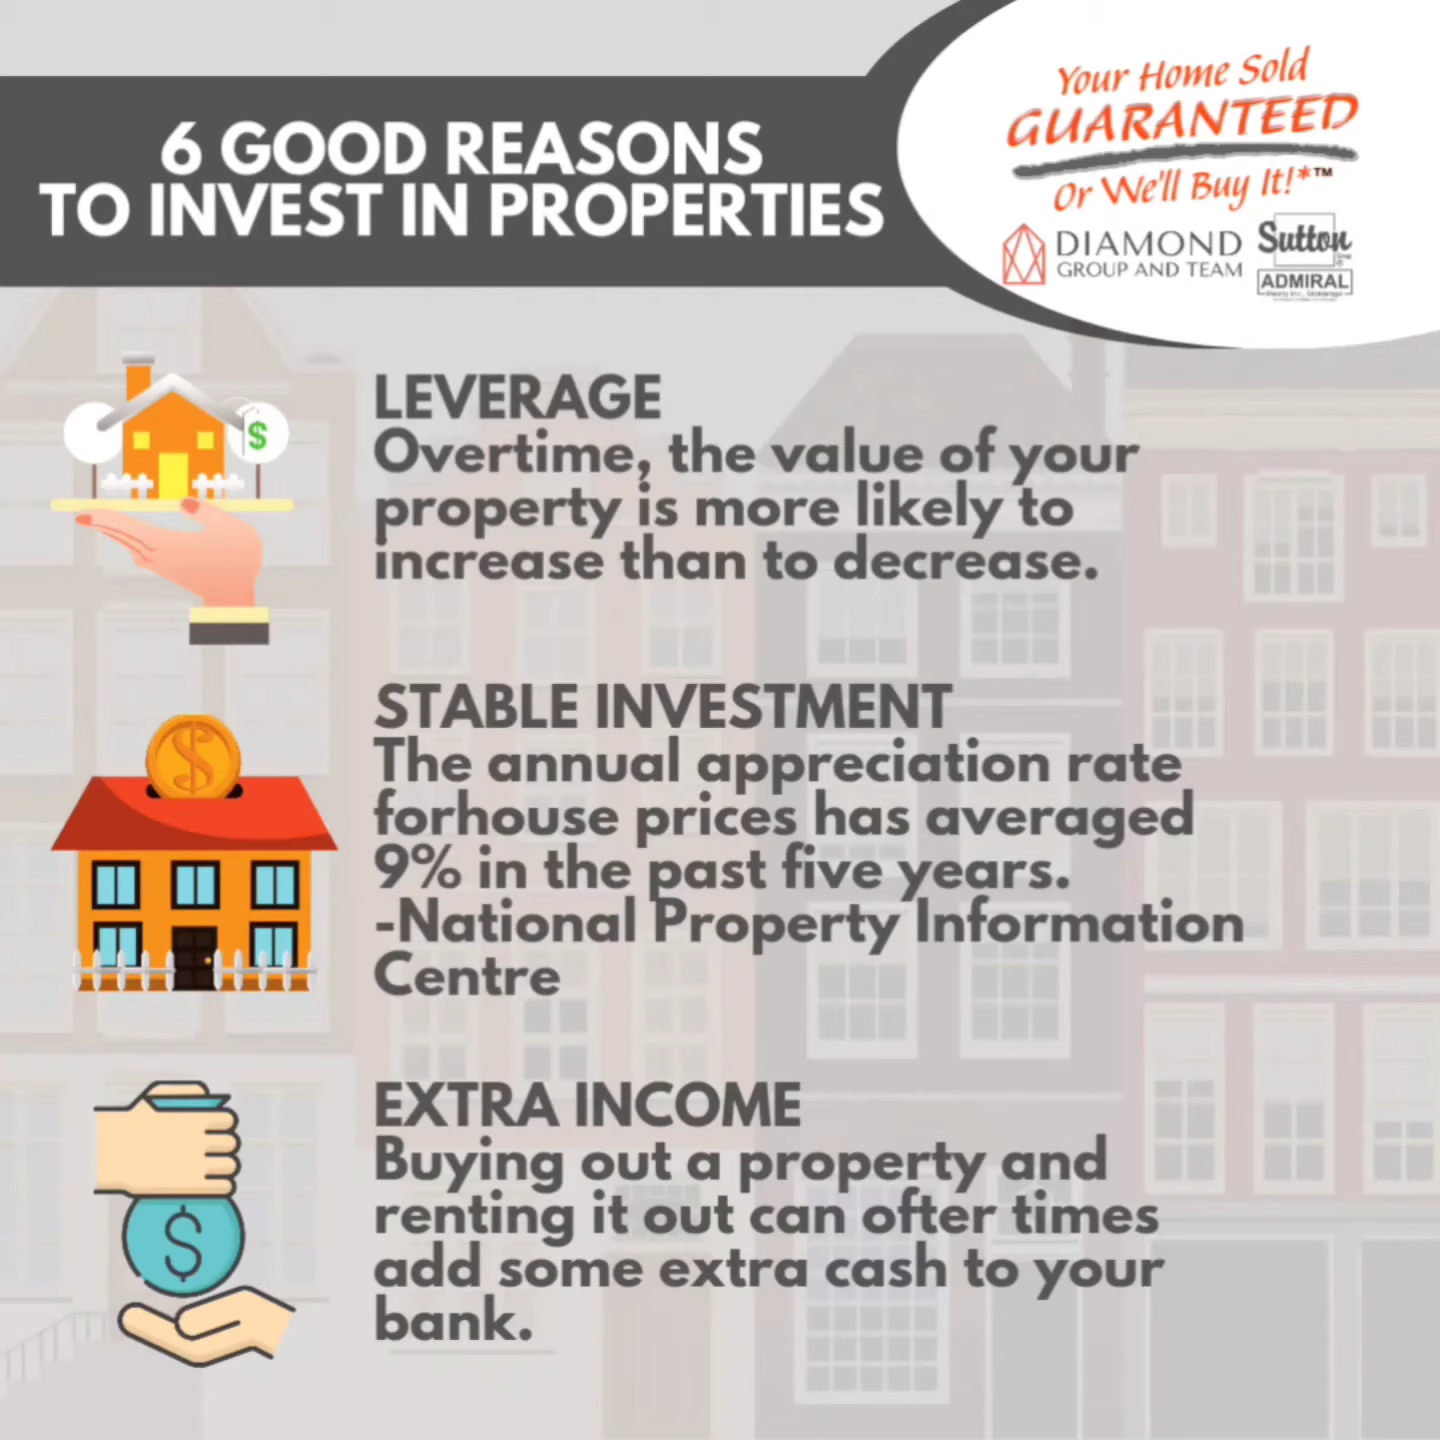 6 GOOD REASONS
TO INVEST IN PROPERTIES
Your Home Sold
GUARANTEED
Or We'll Buy It!*™
DIAMOND
GROUP AND TEAM
Sutton
ADMIRAL
$
LEVERAGE
Overtime, the value of your
property is more likely to
increase than to decrease.
$
STABLE INVESTMENT
The annual appreciation rate
forhouse prices has averaged
9% in the past five years.
-National Property Information
Centre
$
EXTRA INCOME
Buying out a property and
renting it out can ofter times
add some extra cash to your
bank.